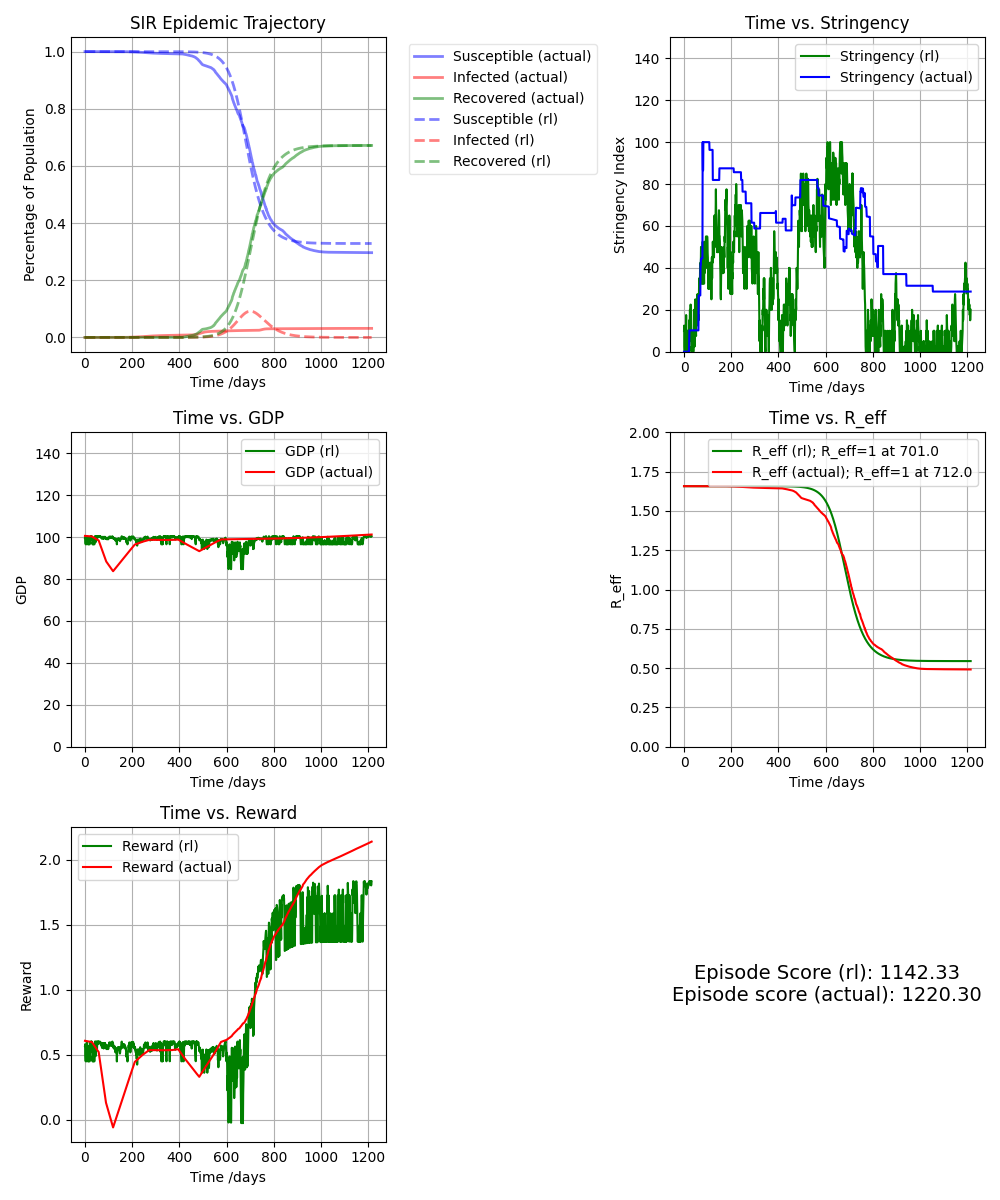 SIR Epidemic Trajectory
1.0
0.8
0.6
0.4
0.2
0.0
Percentage of Population
0 200 400 600 800 1000 1200
Time /days
Susceptible (actual)
Infected (actual)
Recovered (actual)
Susceptible (rl)
Infected (rl)
Recovered (rl)
Time vs. Stringency
140
120
100
80
60
40
20
0
Stringency Index
Stringency (rl)
Stringency (actual)
0 200 400 600 800 1000 1200
Time /days
Time vs. GDP
140
120
100
80
60
40
20
0
GDP
GDP (rl)
GDP (actual)
0 200 400 600 800 1000 1200
Time /days
Time vs. R_eff
2.00
1.75
1.50
1.25
1.00
0.75
0.50
0.25
0.00
R_eff
R_eff (rl); R_eff=1 at 701.0
R_eff (actual); R_eff=1 at 712.0
0 200 400 600 800 1000 1200
Time /days
Time vs. Reward
2.0
1.5
1.0
0.5
0.0
Reward
Reward (rl)
Reward (actual)
0 200 400 600 800 1000 1200
Time /days
Episode Score (rl): 1142.33
Episode score (actual): 1220.30